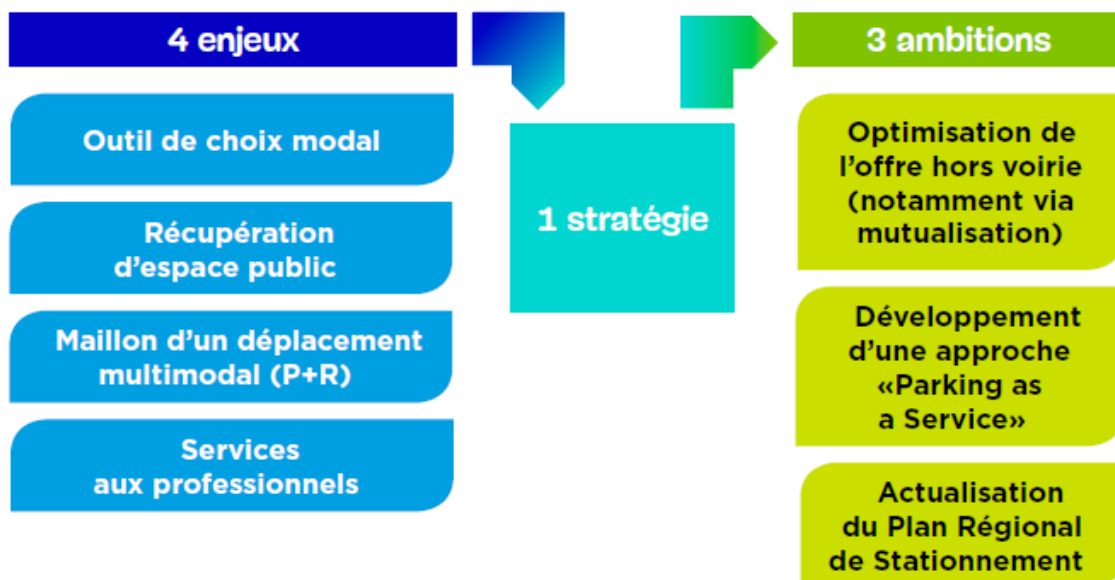 4 enjeux
Outil de choix modal
Récupération
d'espace public
Maillon d'un déplacement
multimodal (P+R)
Services
aux professionnels
1 stratégie
3 ambitions
Optimisation de
l'offre hors voirie
(notamment via
mutualisation)
Développement
d'une approche
«Parking as
a Service»
Actualisation
du Plan Régional
de Stationnement